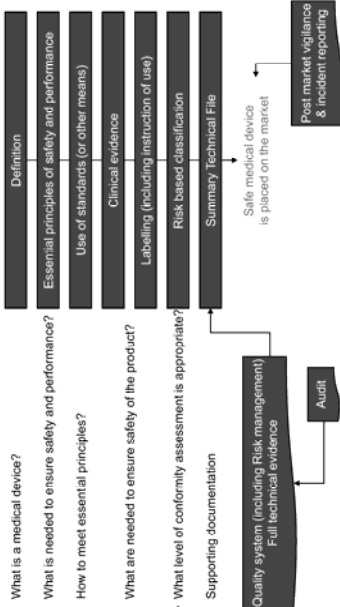 What is a medical device?
Definition
What is needed to ensure safety and performance?
Essential principles of safety and performance
How to meet essential principles?
Use of standards (or other means)
Clinical evidence
What are needed to ensure safety of the product?
Labelling (including instruction of use)
What level of conformity assessment is appropriate?
Risk based classification
Supporting documentation
Summary Technical File
Quality system (including Risk management)
Full technical evidence
Audit
Safe medical device
is placed on the market
Post market vigilance
& incident reporting